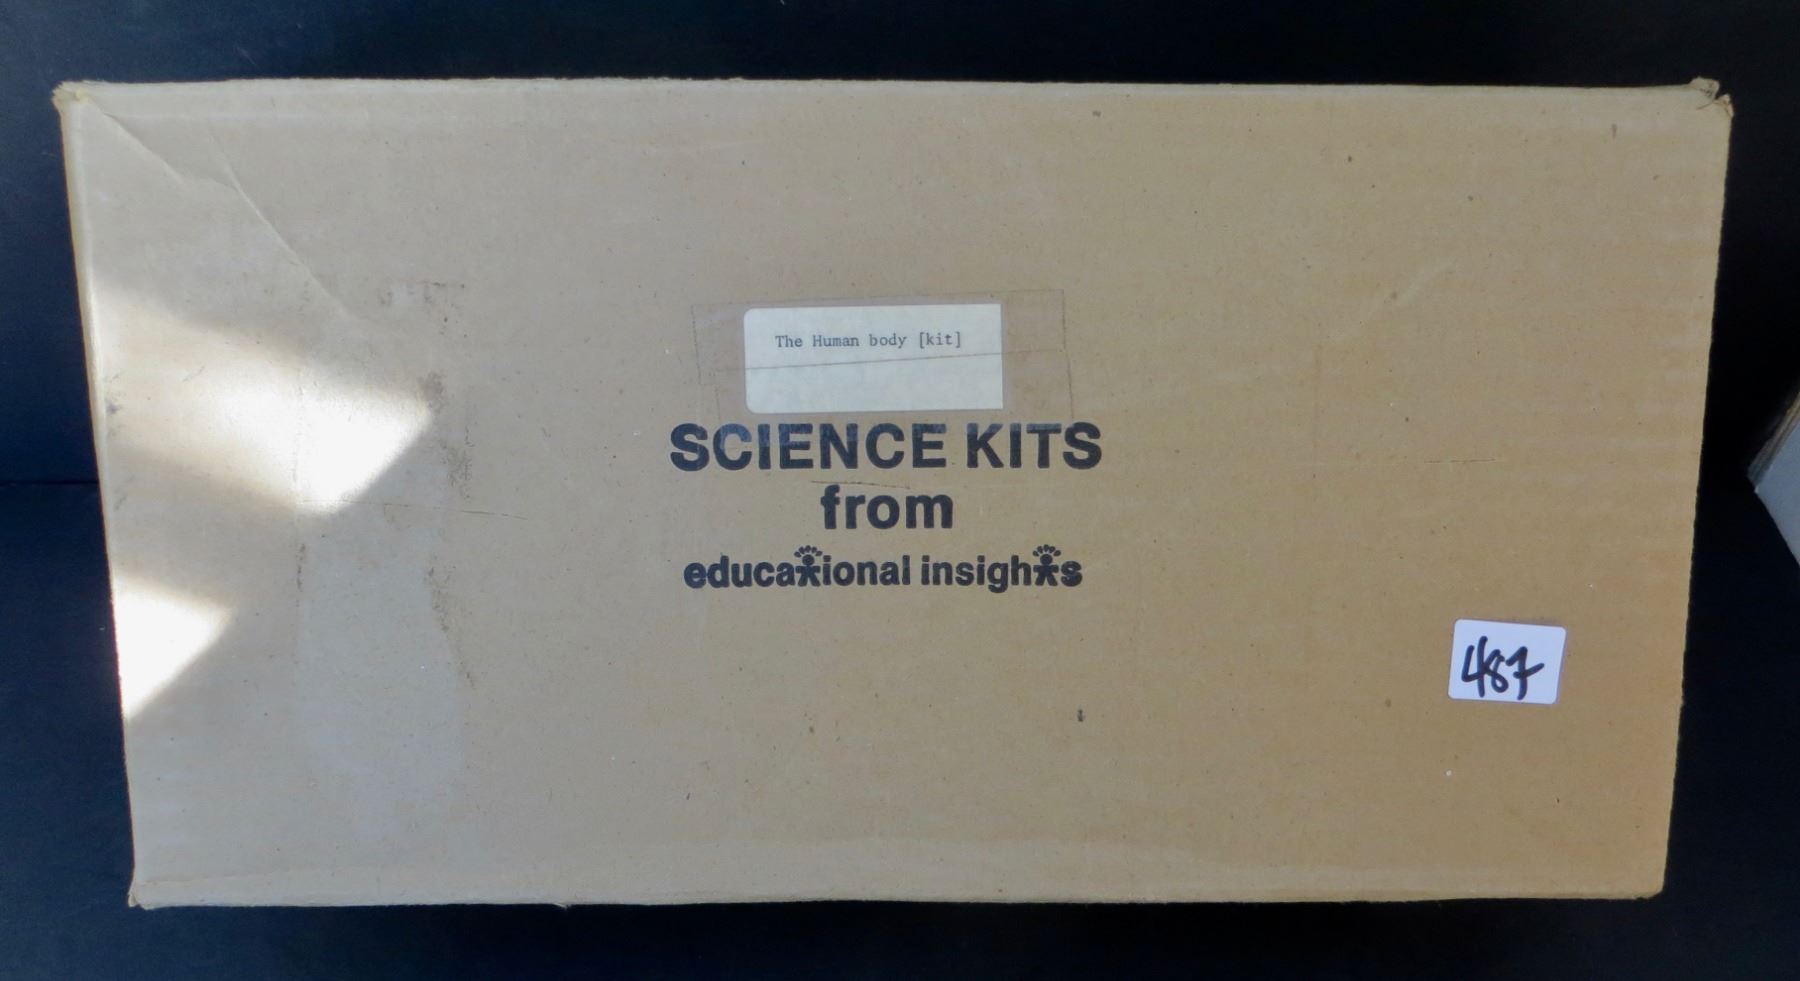 The Human body [kit]
SCIENCE KITS
from
educational insights
487